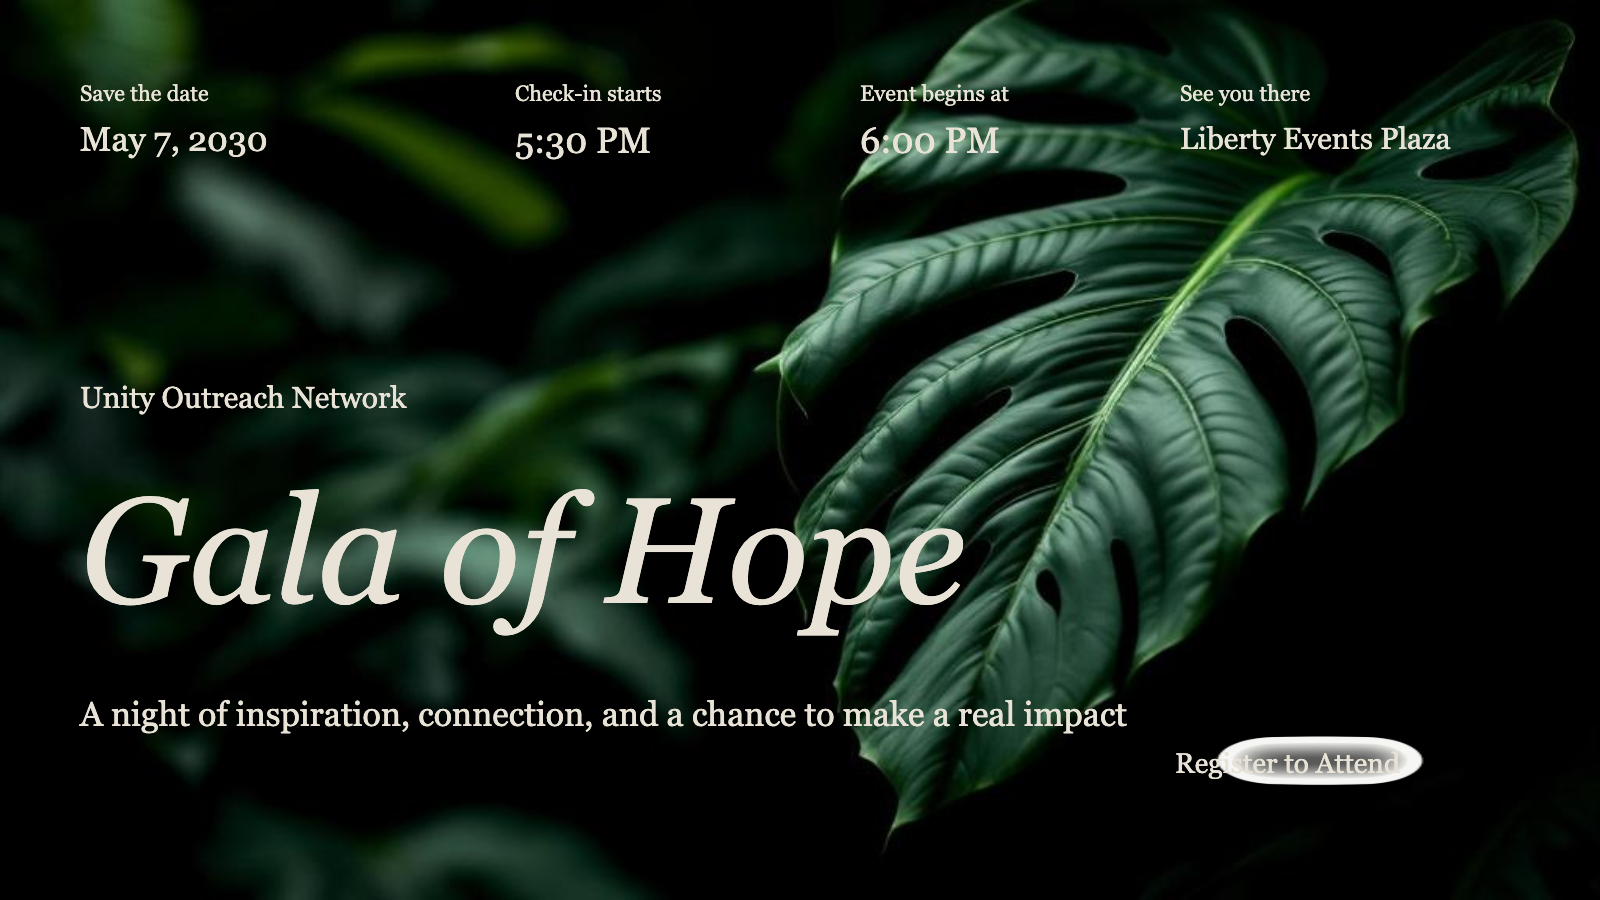 Save the date
May 7, 2030
Check-in starts
5:30 PM
Event begins at
6:00 PM
See you there
Liberty Events Plaza
Unity Outreach Network
Gala of Hope
A night of inspiration, connection, and a chance to make a real impact
Register to Attend